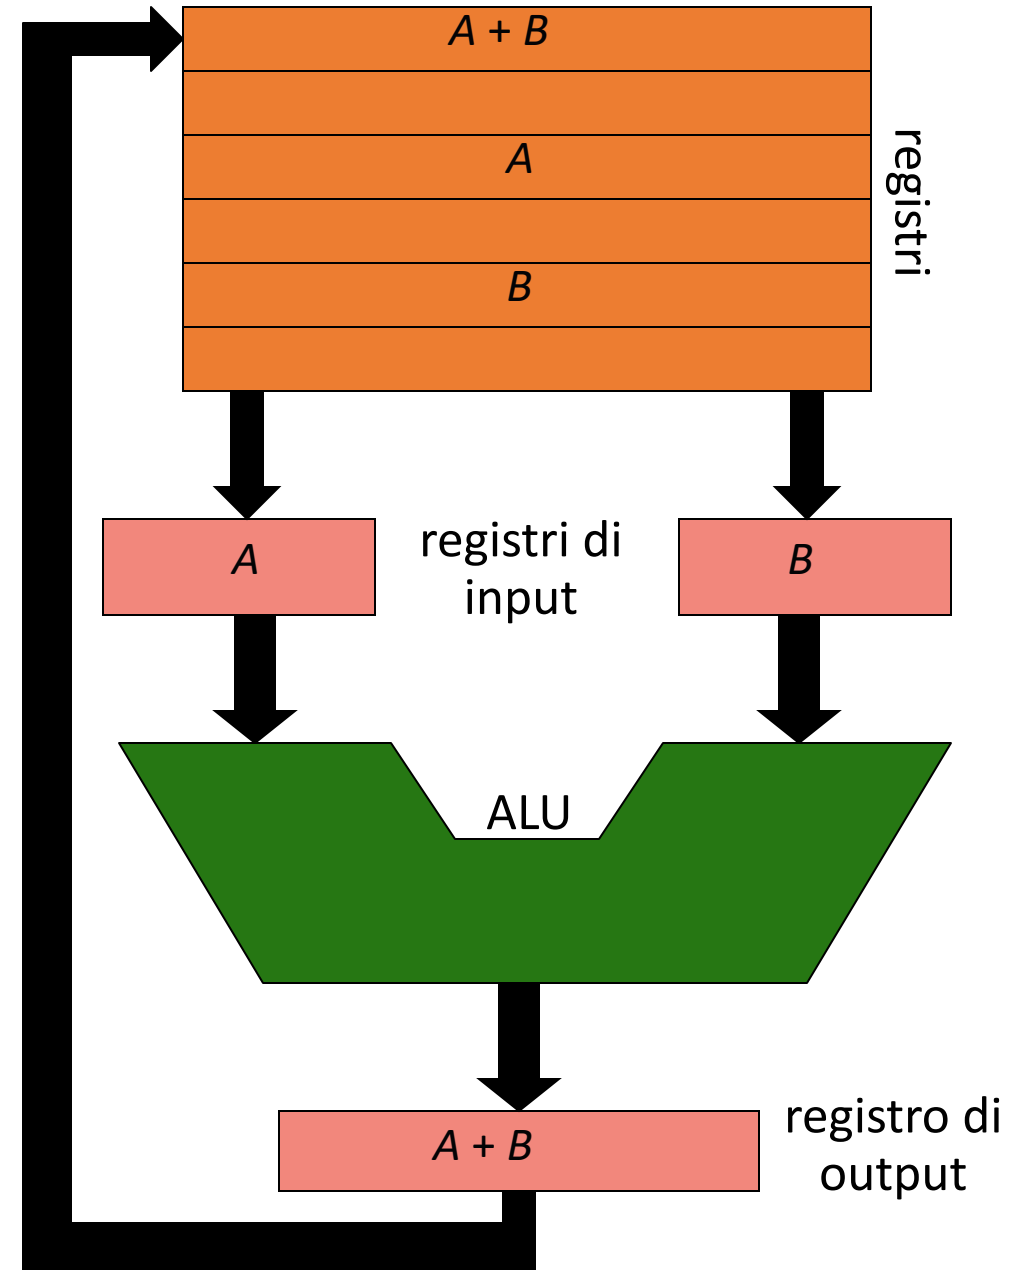 A + B
A
B
registri
A
registri di
input
B
ALU
A + B
registro di
output